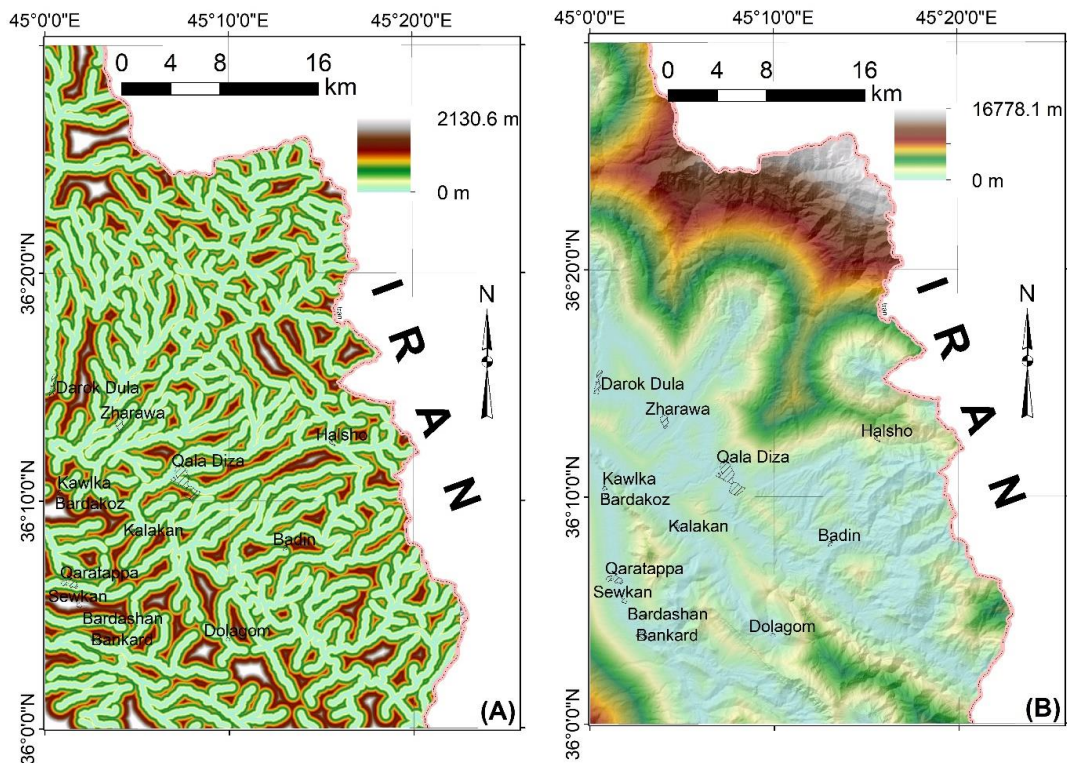 45°0'0"E 45°10'0"E 45°20'0"E
0 4 8 16
km
2130.6 m
0 m
36°20'0"N
36°10'0"N
36°0'0"N
I R A N
Iran
N
Darok Dula
Zharawa
Halsho
Qala Diza
Kawlka
Bardakoz
Kalakan
Badin
Qaratappa
Sewkan
Bardashan
Bankard
Dolagom
(A)
45°0'0"E 45°10'0"E 45°20'0"E
0 4 8 16
km
16778.1 m
0 m
36°20'0"N
36°10'0"N
36°0'0"N
I R A N
Iran
N
Darok Dula
Zharawa
Halsho
Qala Diza
Kawlka
Bardakoz
Kalakan
Badin
Qaratappa
Sewkan
Bardashan
Bankard
Dolagom
(B)